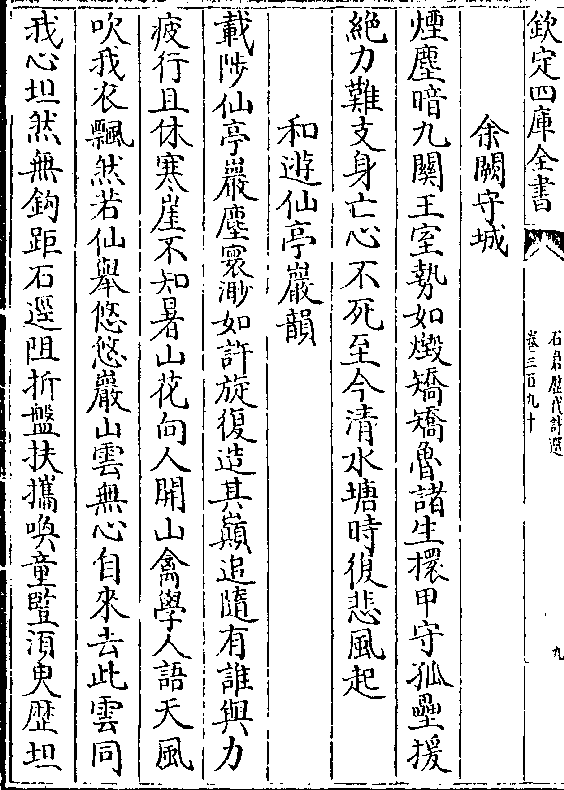 欽定四庫全書
石倉歷代詩選
卷三百九十
九
余闕守城
煙塵暗九關王室勢如燬矯矯魯諸生擐甲守孤壘援
絶力難支身亡心不死至今清水塘時復悲風起
和遊仙亭巖韻
載陟仙亭巖塵寰渺如許旋復造其巔追隨有誰與力
疲行且休寒崖不知暑山花向人開山禽學人語天風
吹我衣飄然若仙舉悠悠巖山雲無心自來去此雲同
我心坦然無鉤距石逕阻折盤扶攜喚童豎須臾歴坦